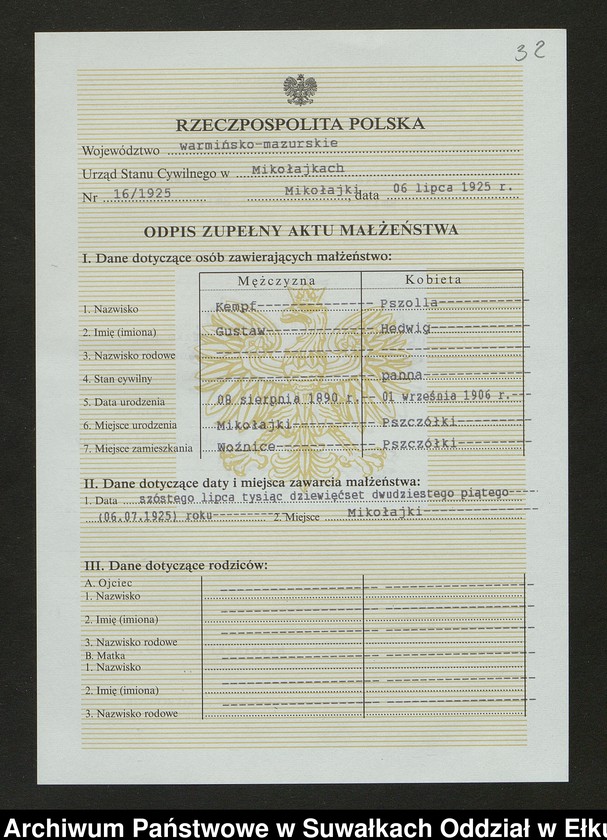 32
RZECZPOSPOLITA POLSKA
Województwo warmińsko-mazurskie
Urząd Stanu Cywilnego w Mikołajkach
Nr 16/1925 Mikołajki, data 06 lipca 1925 r.
ODPIS ZUPEŁNY AKTU MAŁŻEŃSTWA
I. Dane dotyczące osób zawierających małżeństwo:
Mężczyzna Kobieta
1. Nazwisko Kempf Pszolla
2. Imię (imiona) Gustaw Hedwig
3. Nazwisko rodowe
4. Stan cywilny panna
5. Data urodzenia 08 sierpnia 1890 r. 01 września 1906 r.
6. Miejsce urodzenia Mikołajki Pszczółki
7. Miejsce zamieszkania Woźnice Pszczółki
II. Dane dotyczące daty i miejsca zawarcia małżeństwa:
1. Data szóstego lipca tysiąc dziewięćset dwudziestego piątego
(06.07.1925) roku 2. Miejsce Mikołajki
III. Dane dotyczące rodziców:
A. Ojciec
1. Nazwisko
2. Imię (imiona)
3. Nazwisko rodowe
B. Matka
1. Nazwisko
2. Imię (imiona)
3. Nazwisko rodowe
Archiwum Państwowe w Suwałkach Oddział w Ełku